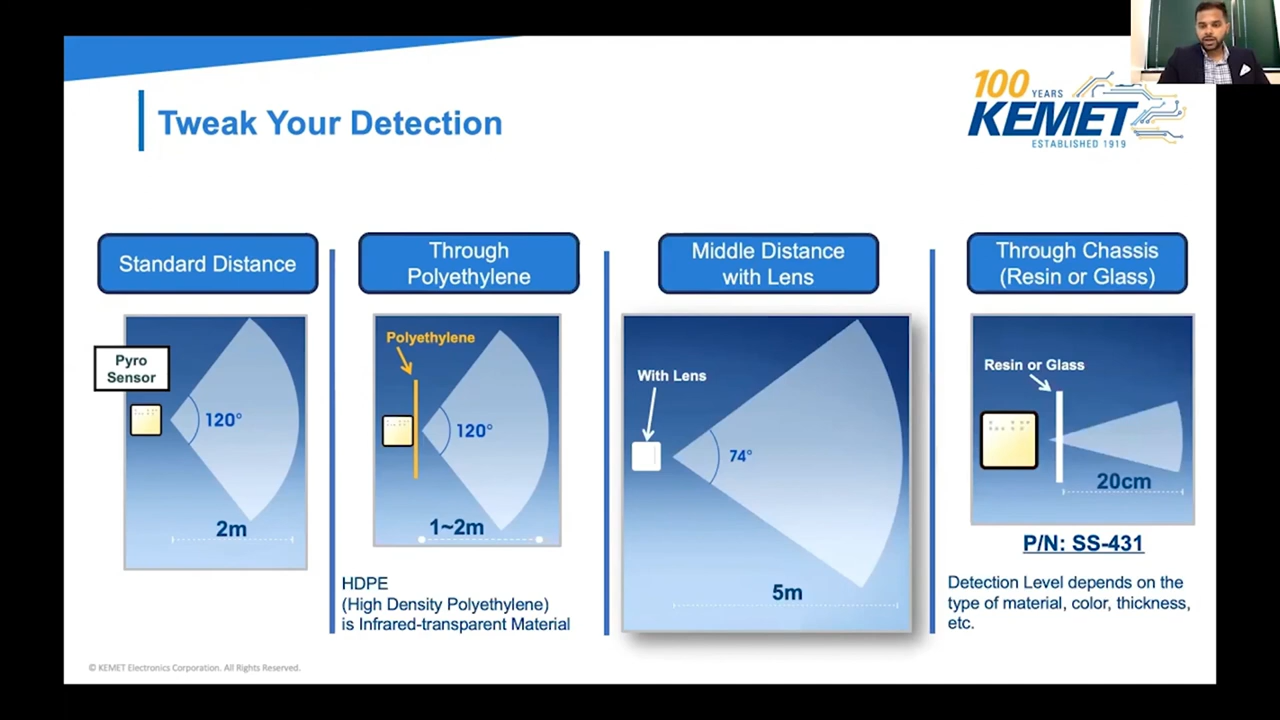 Tweak Your Detection
100 YEARS
KEMET
ESTABLISHED 1919
Standard Distance
Pyro
Sensor
120°
2m
Through
Polyethylene
Polyethylene
120°
1~2m
HDPE
(High Density Polyethylene)
is Infrared-transparent Material
Middle Distance
with Lens
With Lens
74°
5m
Through Chassis
(Resin or Glass)
Resin or Glass
20cm
P/N: SS-431
Detection Level depends on the
type of material, color, thickness,
etc.
© KEMET Electronics Corporation. All Rights Reserved.